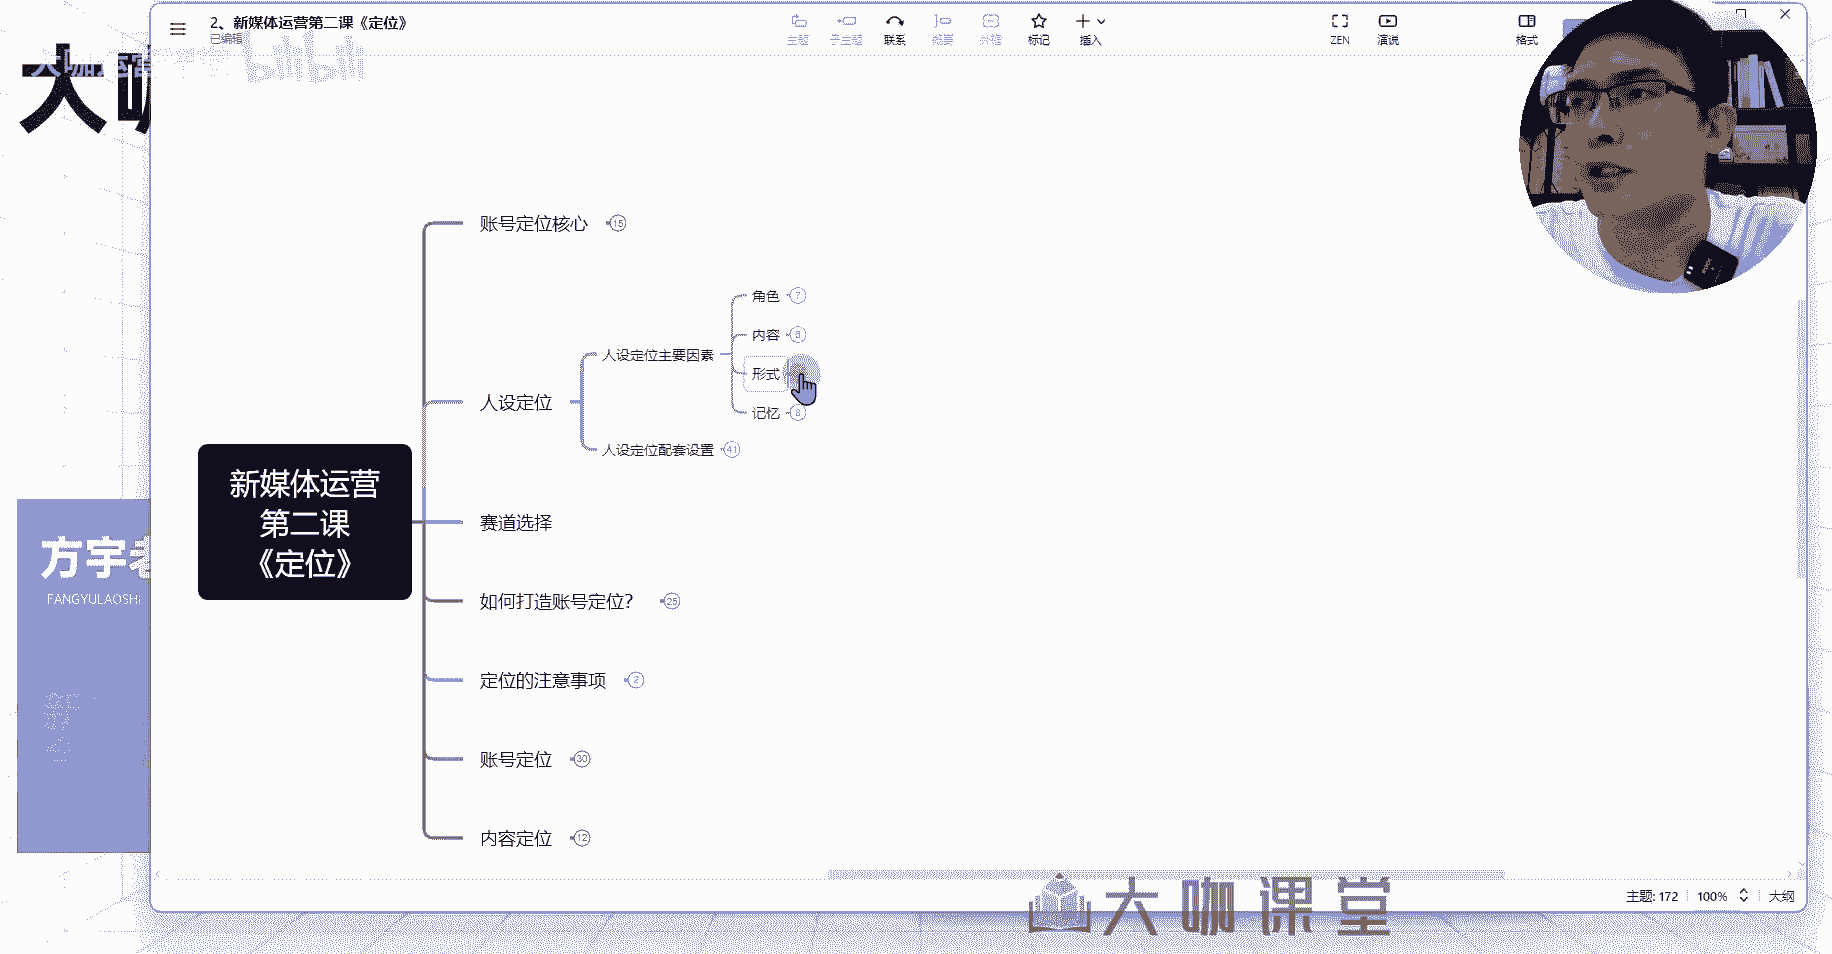 2、新媒体运营第二课《定位》
已编辑
主题
子主题
联系
概要
外框
标记
插入
ZEN
演说
格式
bilibili
大咖
账号定位核心 15
角色 7
内容
人设定位主要因素
形式
记忆 8
人设定位
人设定位配套设置 41
新媒体运营
第二课
《定位》
赛道选择
方宇老
FANGYULAOSHI
如何打造账号定位? 25
定位的注意事项 2
账号定位 30
内容定位 12
大咖课堂
主题: 172
100%
大纲